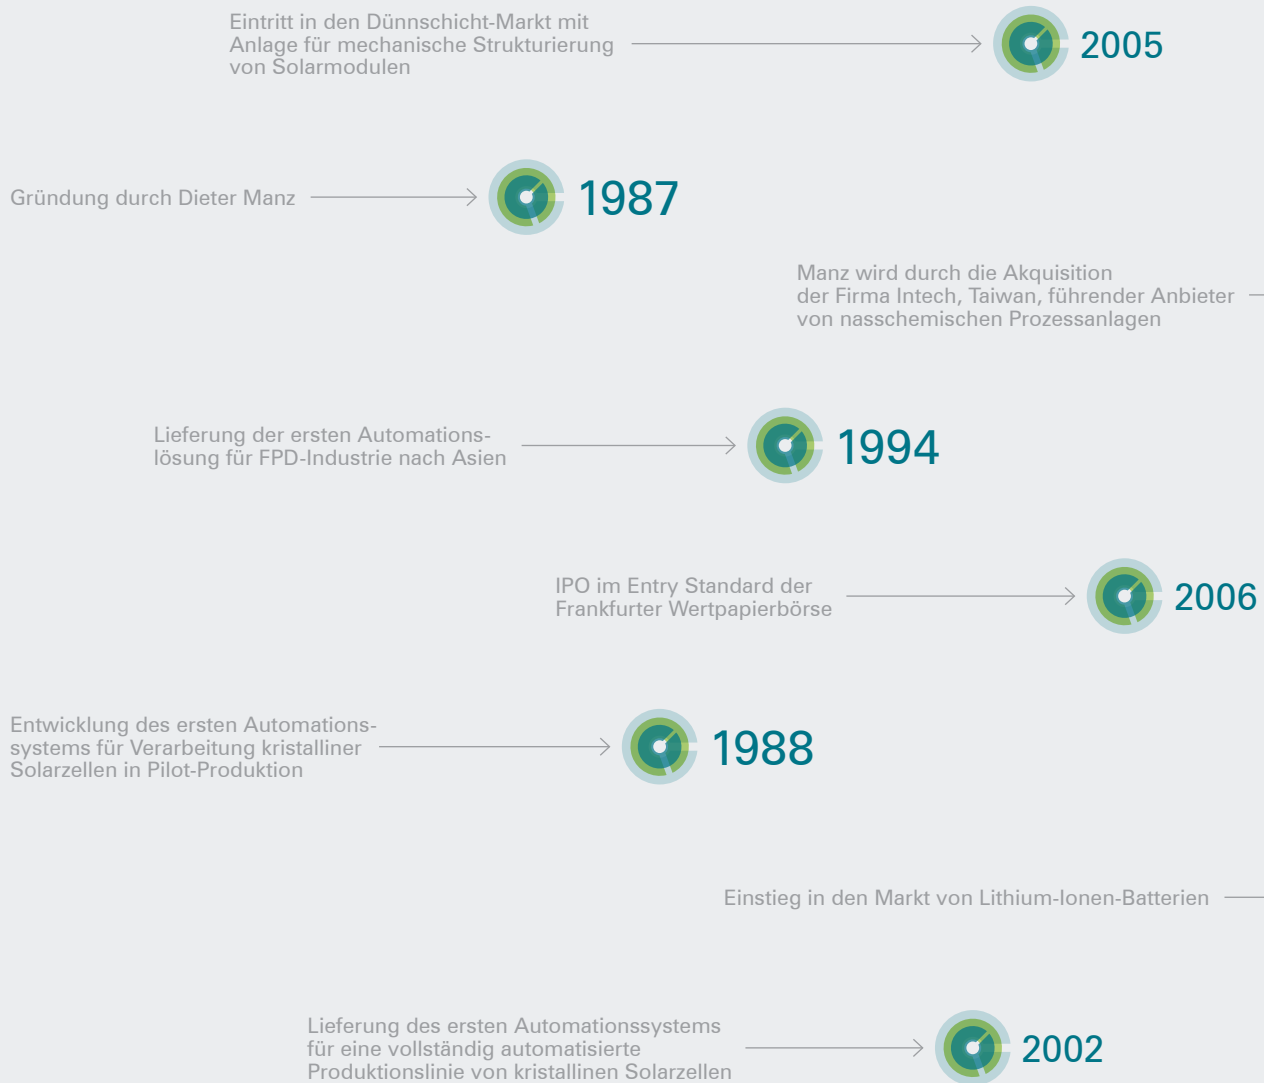 Eintritt in den Dünnschicht-Markt mit
Anlage für mechanische Strukturierung
von Solarmodulen
2005
Gründung durch Dieter Manz
1987
Manz wird durch die Akquisition
der Firma Intech, Taiwan, führender Anbieter
von nasschemischen Prozessanlagen
Lieferung der ersten Automations-
lösung für FPD-Industrie nach Asien
1994
IPO im Entry Standard der
Frankfurter Wertpapierbörse
2006
Entwicklung des ersten Automations-
systems für Verarbeitung kristalliner
Solarzellen in Pilot-Produktion
1988
Einstieg in den Markt von Lithium-Ionen-Batterien
Lieferung des ersten Automationssystems
für eine vollständig automatisierte
Produktionslinie von kristallinen Solarzellen
2002